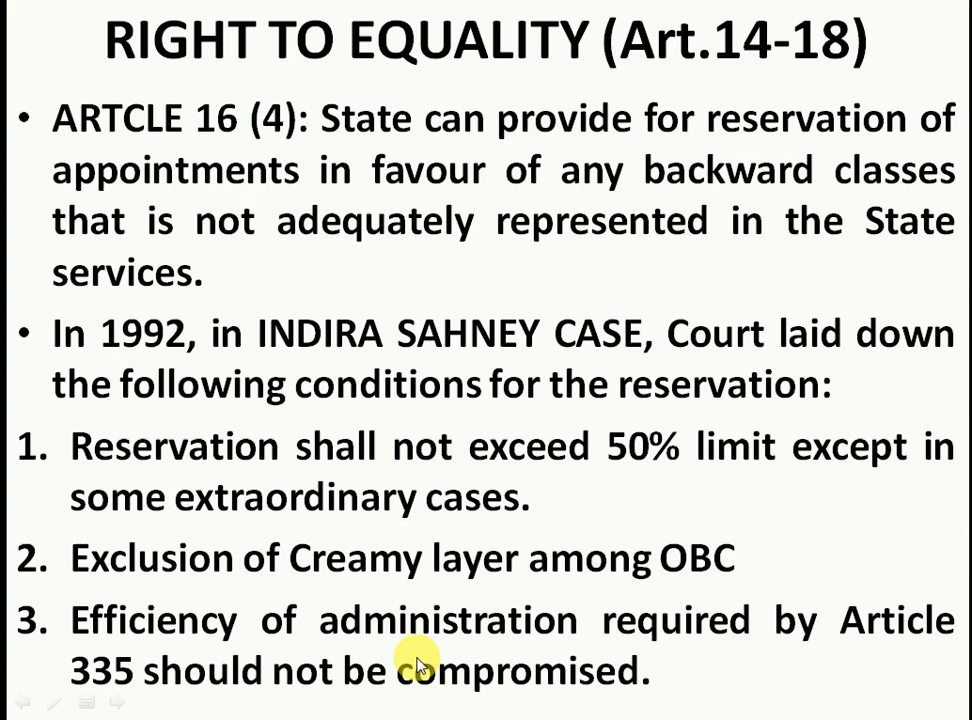 RIGHT TO EQUALITY (Art.14-18)
• ARTCLE 16 (4): State can provide for reservation of
appointments in favour of any backward classes
that is not adequately represented in the State
services.
• In 1992, in INDIRA SAHNEY CASE, Court laid down
the following conditions for the reservation:
1. Reservation shall not exceed 50% limit except in
some extraordinary cases.
2. Exclusion of Creamy layer among OBC
3. Efficiency of administration required by Article
335 should not be compromised.